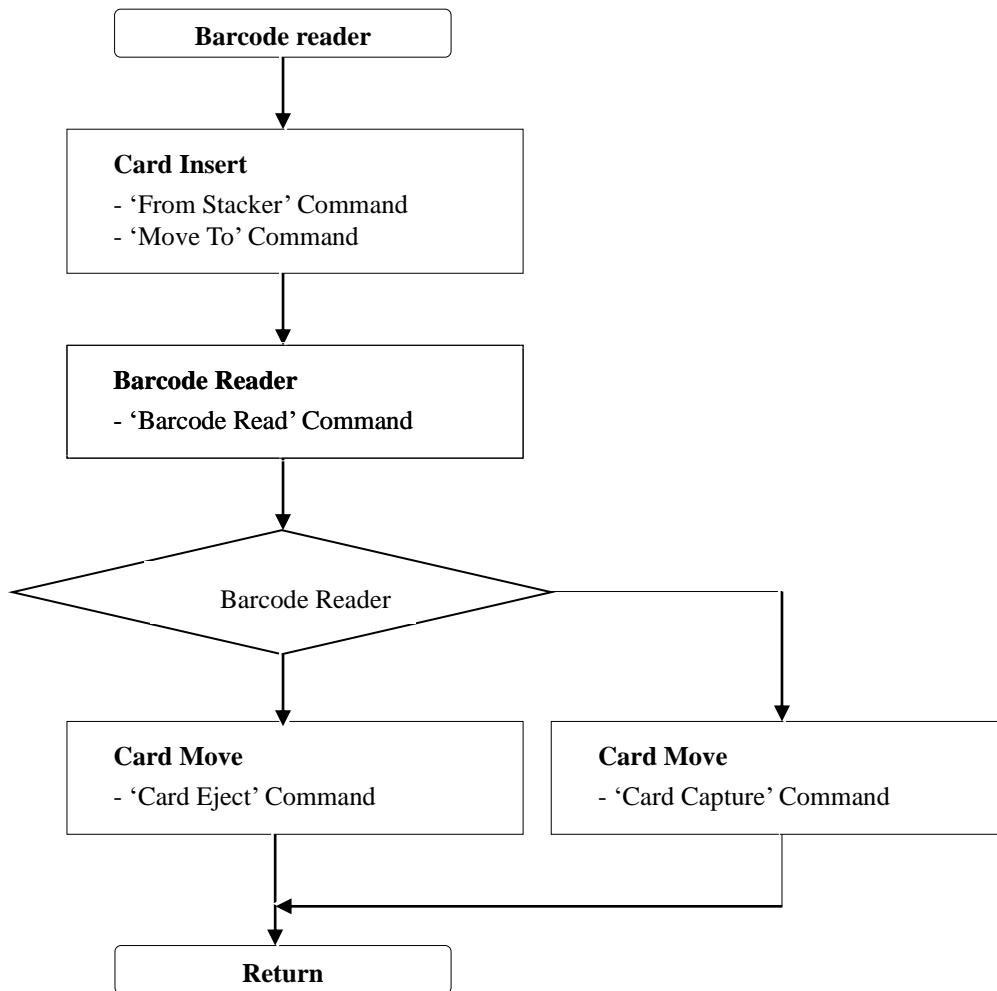 Barcode reader
Card Insert
- ‘From Stacker’ Command
- ‘Move To’ Command
Barcode Reader
- ‘Barcode Read’ Command
Barcode Reader
Card Move
- ‘Card Eject’ Command
Card Move
- ‘Card Capture’ Command
Return